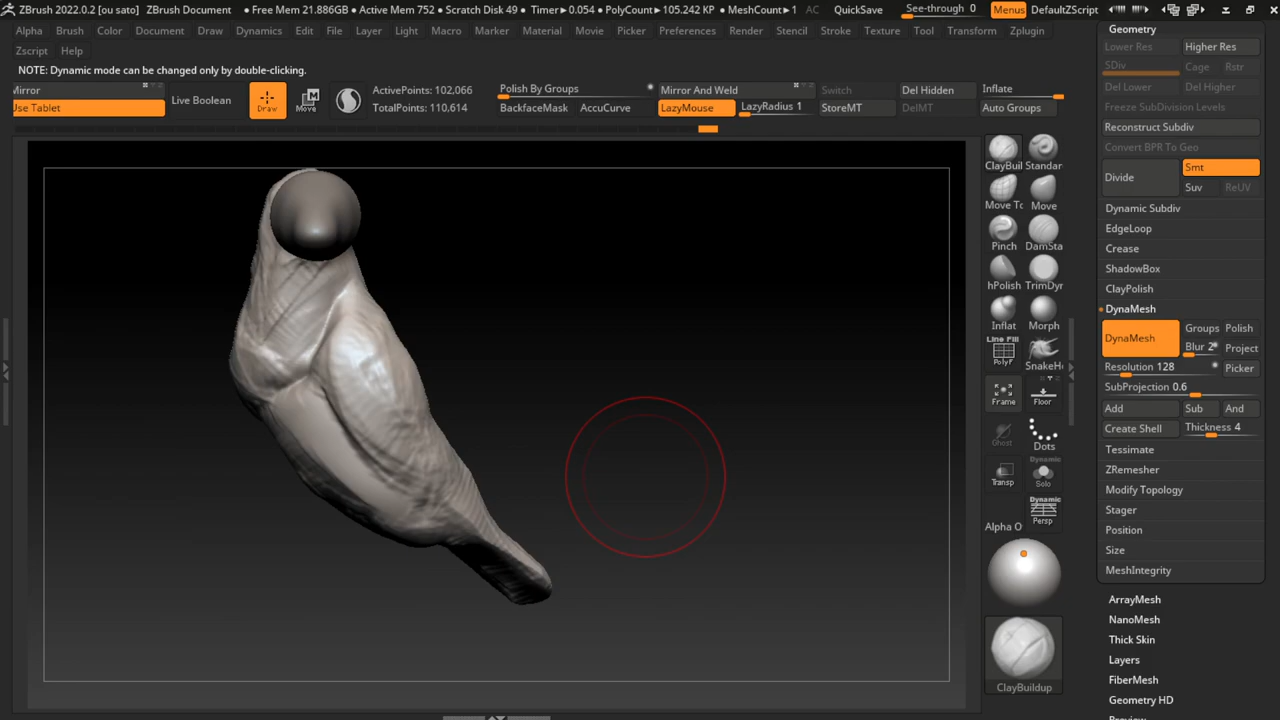 ZBrush 2022.0.2 [ou sato] ZBrush Document • Free Mem 21.886GB • Active Mem 752 • Scratch Disk 49 • Timer▸0.054 • PolyCount▸105.242 KP • MeshCount▸1 AC QuickSave See-through 0 Menus DefaultZScript
Alpha Brush Color Document Draw Dynamics Edit File Layer Light Macro Marker Material Movie Picker Preferences Render Stencil Stroke Texture Tool Transform Zplugin
Zscript Help
NOTE: Dynamic mode can be changed only by double-clicking.
Mirror
Use Tablet
Live Boolean
Draw
Move
ActivePoints: 102,066
TotalPoints: 110,614
Polish By Groups
BackfaceMask AccuCurve
Mirror And Weld
LazyMouse LazyRadius 1
Switch
StoreMT
Del Hidden
DelMT
Inflate
Auto Groups
ClayBuil Standar
Move To Move
Pinch DamSta
hPolish TrimDyr
Inflat Morph
Line Fill
PolyF SnakeHo
Frame Floor
Ghost Dots
Dynamic
Transp Solo
Dynamic
Persp
Alpha O
ClayBuildup
Geometry
Lower Res Higher Res
SDiv Cage Rstr
Del Lower Del Higher
Freeze SubDivision Levels
Reconstruct Subdiv
Convert BPR To Geo
Divide Smt
Suv ReUV
Dynamic Subdiv
EdgeLoop
Crease
ShadowBox
ClayPolish
DynaMesh
DynaMesh Groups Polish
Blur 2 Project
Resolution 128 Picker
SubProjection 0.6
Add Sub And
Create Shell Thickness 4
Tessimate
ZRemesher
Modify Topology
Stager
Position
Size
MeshIntegrity
ArrayMesh
NanoMesh
Thick Skin
Layers
FiberMesh
Geometry HD
Preview